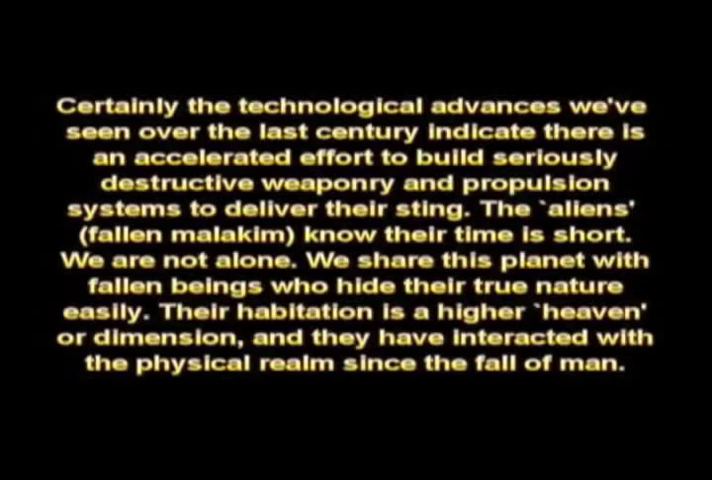 Certainly the technological advances we've
seen over the last century indicate there is
an accelerated effort to build seriously
destructive weaponry and propulsion
systems to deliver their sting. The `aliens'
(fallen malakim) know their time is short.
We are not alone. We share this planet with
fallen beings who hide their true nature
easily. Their habitation is a higher `heaven'
or dimension, and they have interacted with
the physical realm since the fall of man.